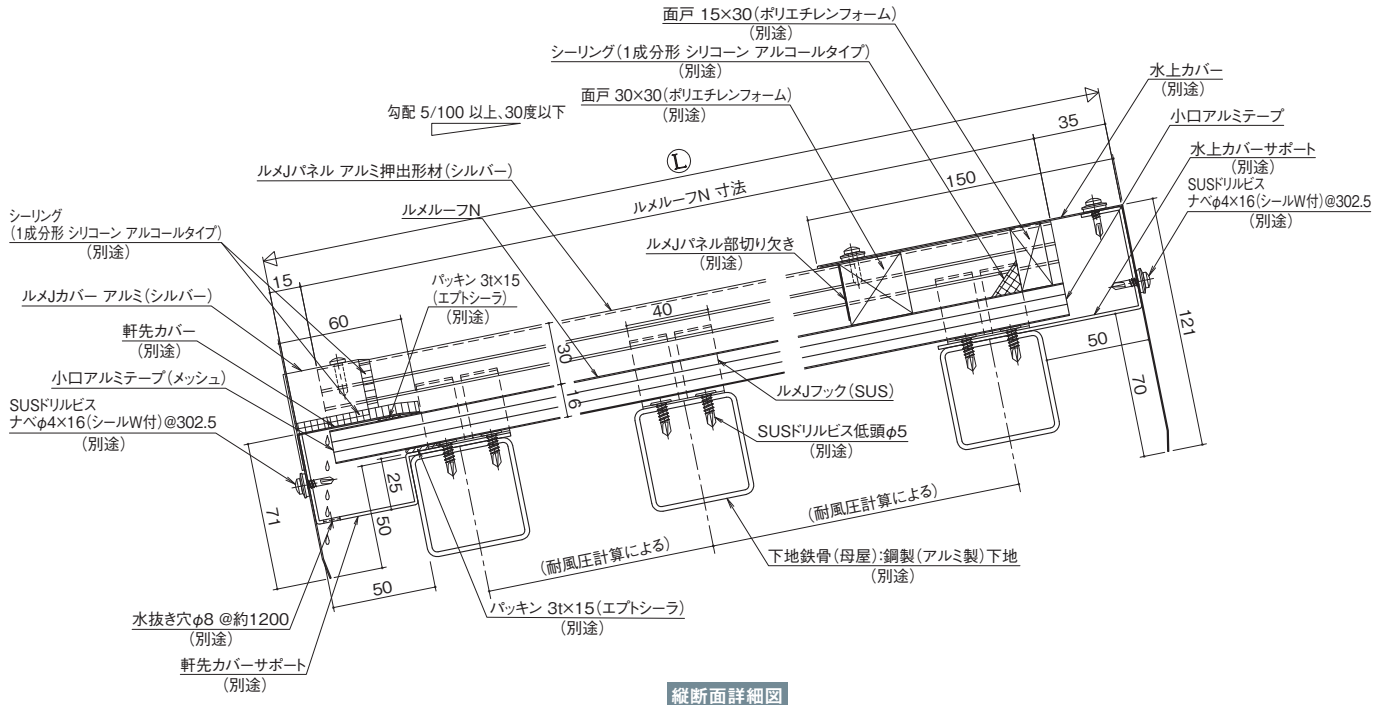 面戸 15×30(ポリエチレンフォーム)
(別途)
シーリング(1成分形 シリコーン アルコールタイプ)
(別途)
面戸 30×30(ポリエチレンフォーム)
(別途)
水上カバー
(別途)
小口アルミテープ
水上カバーサポート
(別途)
SUSドリルビス
ナベφ4×16(シールW付)@302.5
(別途)
勾配 5/100 以上、30度以下
35
L
ルメルーフN 寸法
150
ルメJパネル アルミ押出形材(シルバー)
ルメルーフN
ルメJパネル部切り欠き
(別途)
シーリング
(1成分形 シリコーン アルコールタイプ)
(別途)
15
パッキン 3t×15
(エプトシーラ)
(別途)
ルメJカバー アルミ(シルバー)
60
40
30
16
軒先カバー
(別途)
小口アルミテープ(メッシュ)
SUSドリルビス
ナベφ4×16(シールW付)@302.5
(別途)
121
50
70
ルメJフック(SUS)
SUSドリルビス低頭φ5
(別途)
71
25
50
50
(耐風圧計算による)
(耐風圧計算による)
下地鉄骨(母屋):鋼製(アルミ製)下地
(別途)
パッキン 3t×15(エプトシーラ)
(別途)
水抜き穴φ8 @約1200
(別途)
軒先カバーサポート
(別途)
縦断面詳細図